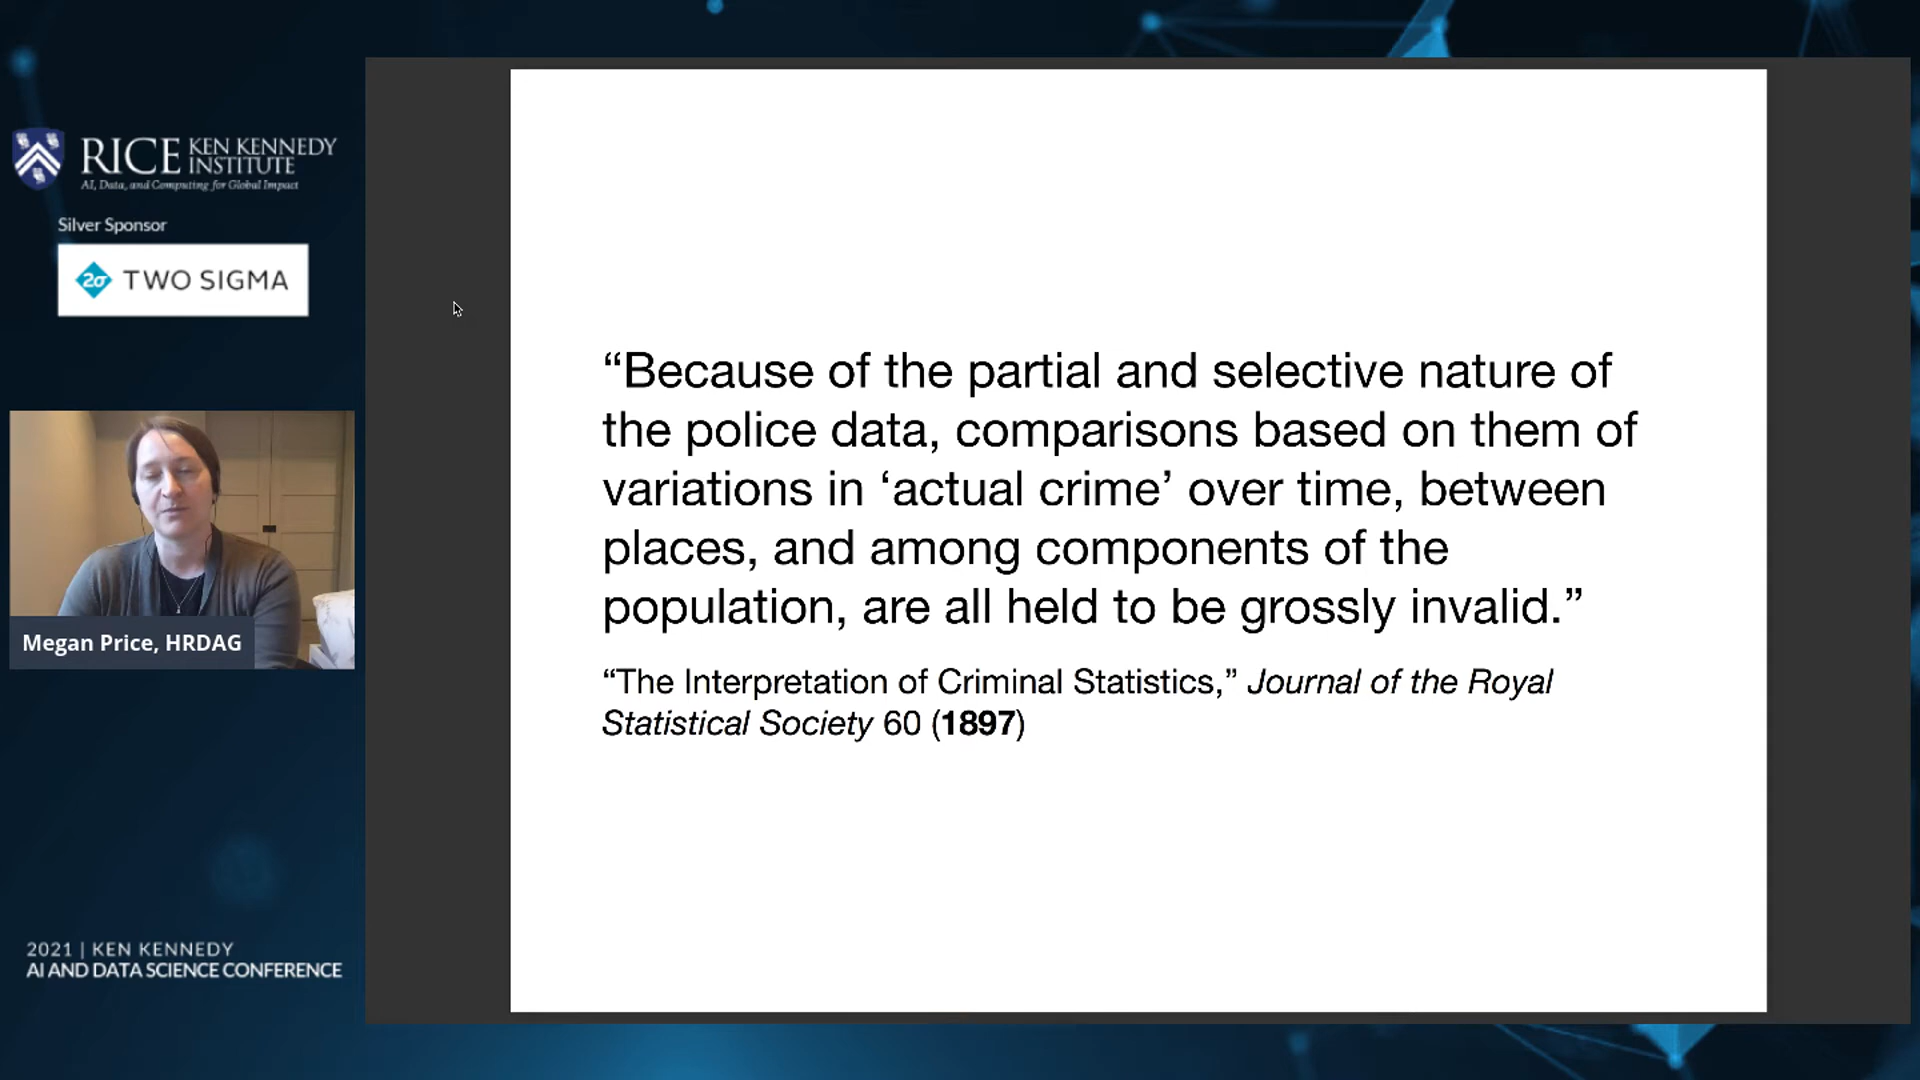 RICE KEN KENNEDY
INSTITUTE
AI, Data, and Computing for Global Impact
Silver Sponsor
2σ TWO SIGMA
Megan Price, HRDAG
2021 | KEN KENNEDY
AI AND DATA SCIENCE CONFERENCE
“Because of the partial and selective nature of
the police data, comparisons based on them of
variations in ‘actual crime’ over time, between
places, and among components of the
population, are all held to be grossly invalid.”
“The Interpretation of Criminal Statistics,” Journal of the Royal
Statistical Society 60 (1897)